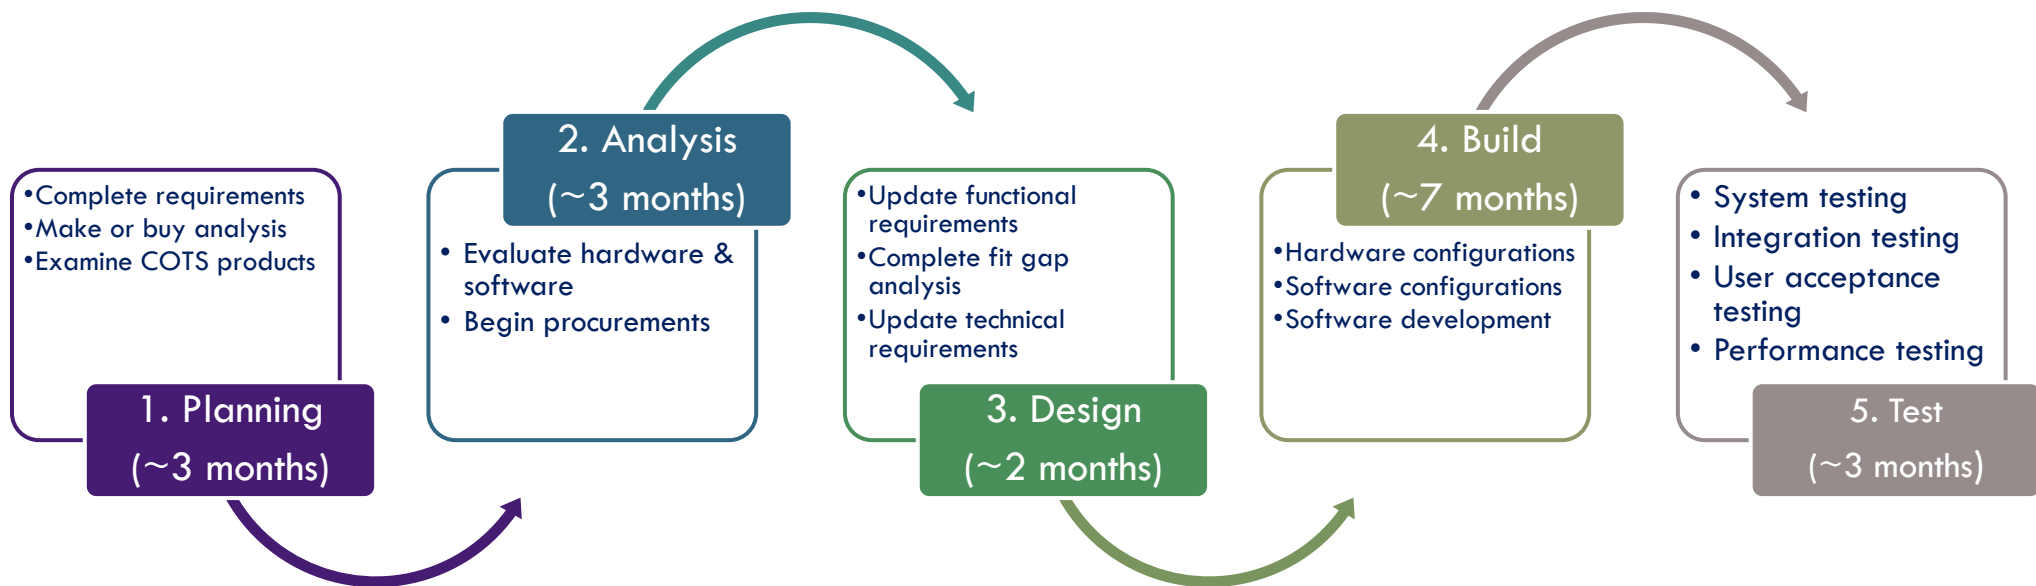 •Complete requirements
•Make or buy analysis
•Examine COTS products
1. Planning
(~3 months)
2. Analysis
(~3 months)
• Evaluate hardware &
software
• Begin procurements
•Update functional
requirements
•Complete fit gap
analysis
•Update technical
requirements
3. Design
(~2 months)
4. Build
(~7 months)
•Hardware configurations
•Software configurations
•Software development
• System testing
• Integration testing
• User acceptance
testing
• Performance testing
5. Test
(~3 months)